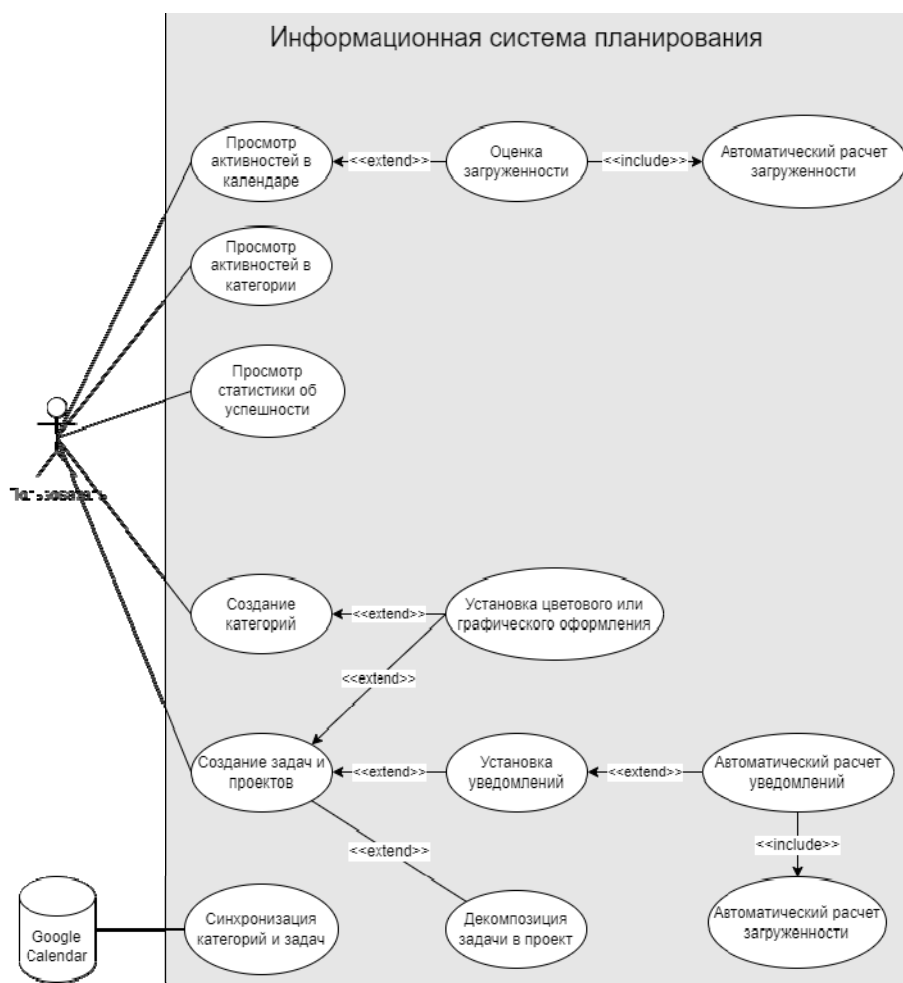 Информационная система планирования
Просмотр
активностей в
календаре
<<extend>>
Оценка
загруженности
<<include>>
Автоматический расчет
загруженности
Просмотр
активностей в
категории
Просмотр
статистики об
успешности
Создание
категорий
<<extend>>
Установка цветового или
графического оформления
<<extend>>
Создание задач и
проектов
<<extend>>
Установка
уведомлений
<<extend>>
Автоматический расчет
уведомлений
<<extend>>
<<include>>
Google
Calendar
Синхронизация
категорий и задач
Декомпозиция
задачи в проект
Автоматический расчет
загруженности